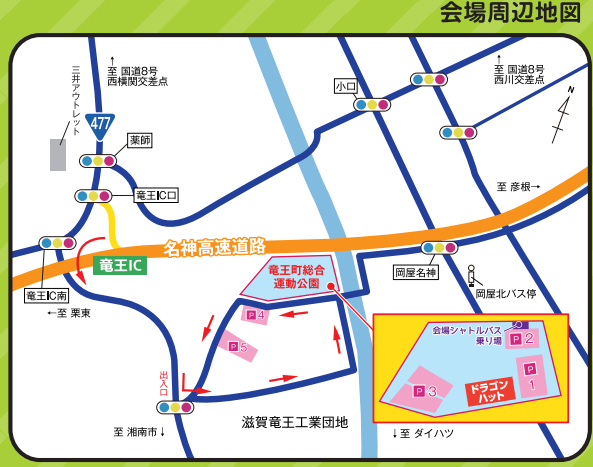 会場周辺地図
至 国道8号
西横関交差点
三井アウトレット
477
薬師
竜王IC口
小口
至 国道8号
西川交差点
N
至 彦根→
名神高速道路
竜王IC
竜王IC南
←至 栗東
竜王町総合
運動公園
岡屋名神
岡屋北バス停
P4
P5
出入口
会場シャトルバス
乗り場
P2
P
1
P3
ドラゴン
ハット
滋賀竜王工業団地
至 湘南市↓
↓至 ダイハツ